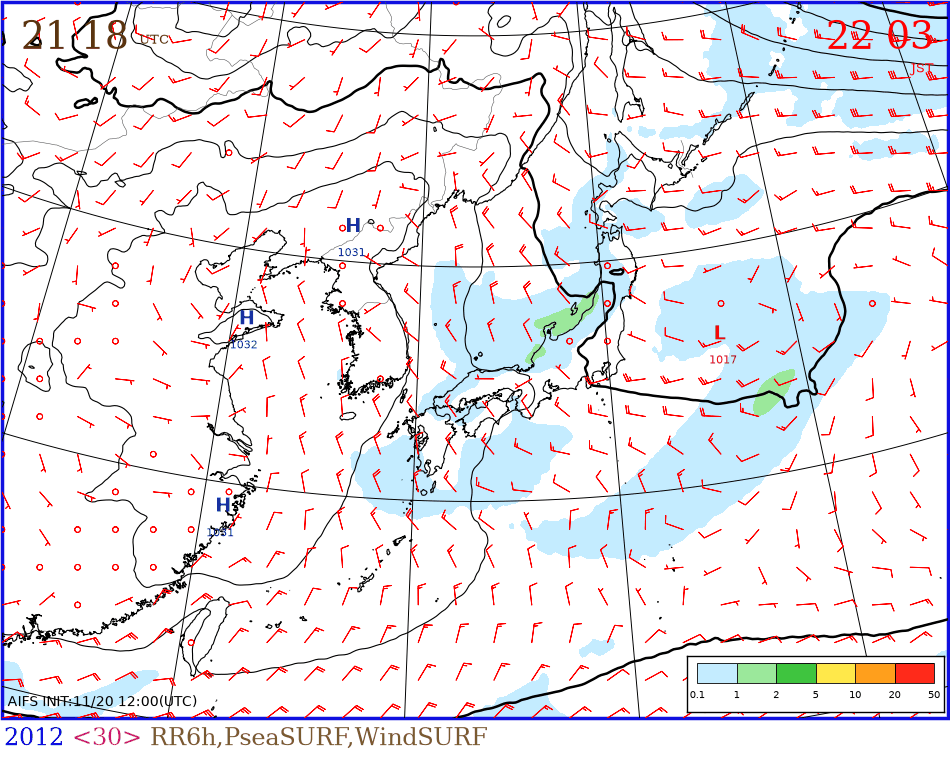 21 18 UTC 22 03
JST
H
1031
H
1032
L
1017
H
1031
0.1 1 2 5 10 20 50
AIFS INIT:11/20 12:00(UTC)
2012 <30> RR6h,PseaSURF,WindSURF